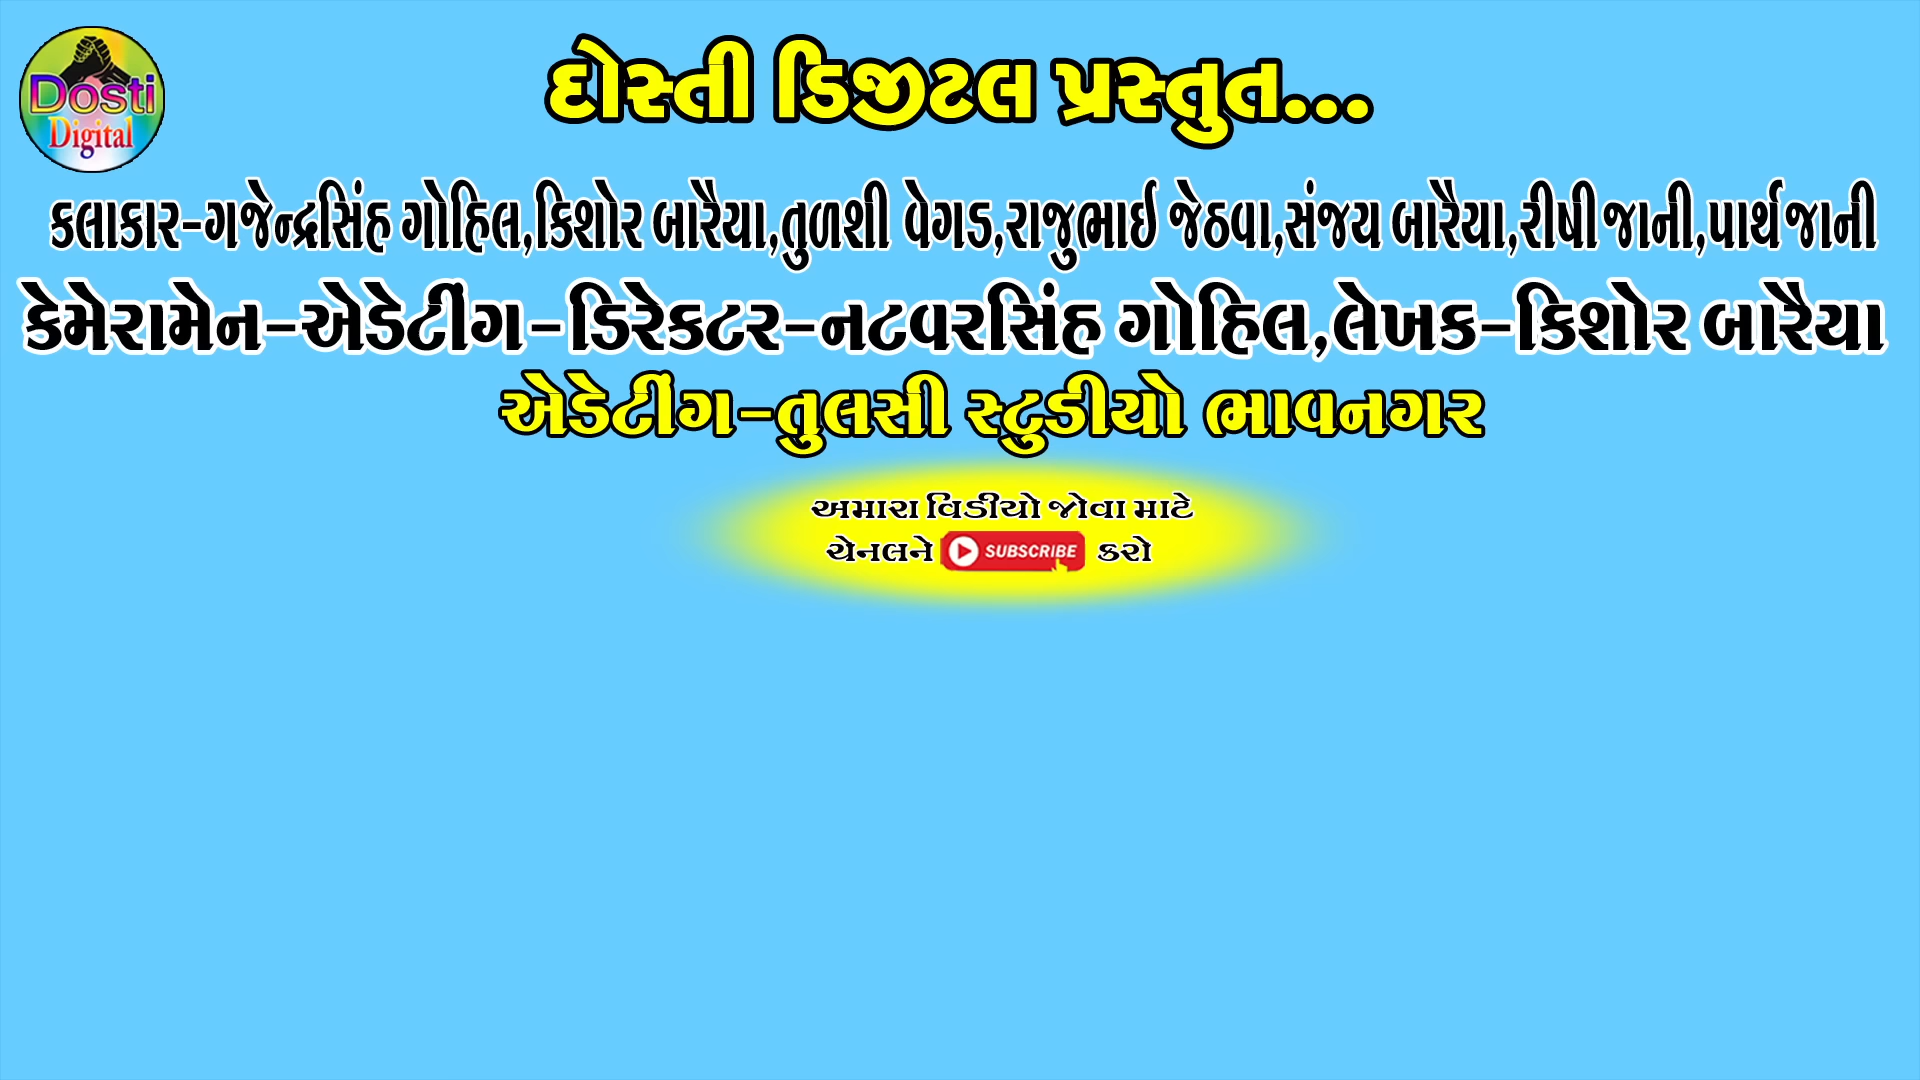 Dosti
Digital
દોસ્તી ડિજીટલ પ્રસ્તુત...
કલાકાર-ગજેન્દ્રસિંહ ગોહિલ,કિશોર બારૈયા,તુળશી વેગડ,રાજુભાઈ જેઠવા,સંજય બારૈયા,રીષી જાની,પાર્થ જાની
કેમેરામેન-એડેટીંગ-ડિરેકટર-નટવરસિંહ ગોહિલ,લેખક-કિશોર બારૈયા
એડેટીંગ-તુલસી સ્ટુડીયો ભાવનગર
અમારા વિડીયો જોવા માટે
ચેનલને SUBSCRIBE કરો